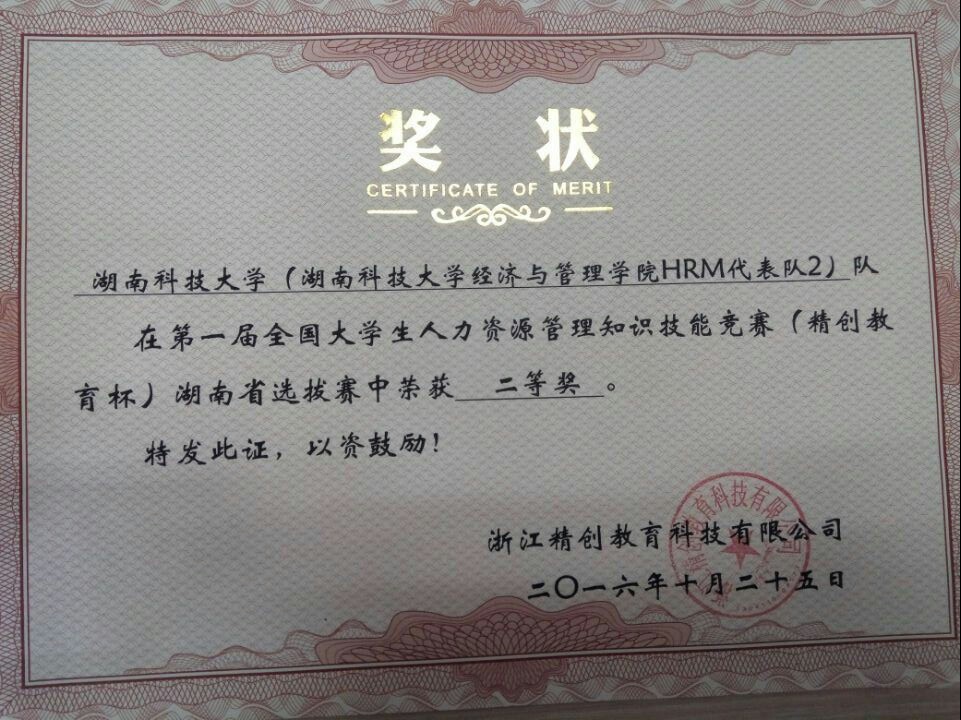 奖 状
CERTIFICATE OF MERIT
湖南科技大学（湖南科技大学经济与管理学院HRM代表队2）队
在第一届全国大学生人力资源管理知识技能竞赛（精创教
育杯）湖南省选拔赛中荣获 二等奖 。
特发此证，以资鼓励！
浙江精创教育科技有限公司
二〇一六年十月二十五日